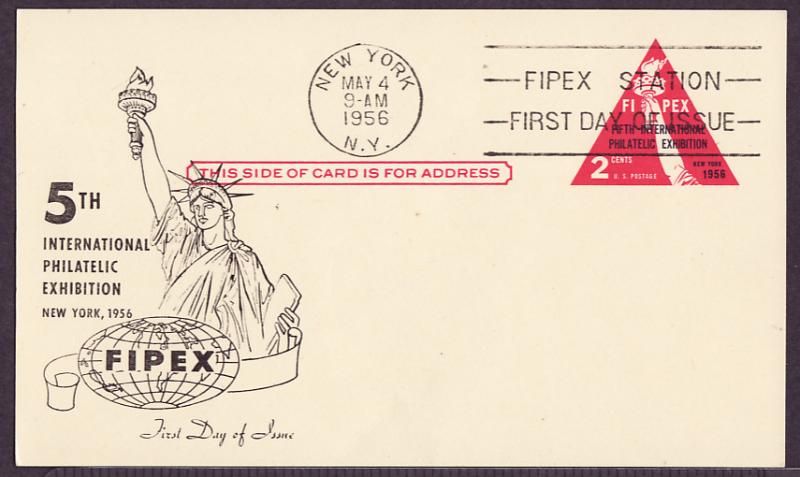 NEW YORK
MAY 4
9-AM
1956
N.Y.
FIPEX STATION
FIRST DAY OF ISSUE
FIPEX
FIFTH INTERNATIONAL
PHILATELIC EXHIBITION
2 CENTS
U. S. POSTAGE
NEW YORK
1956
THIS SIDE OF CARD IS FOR ADDRESS
5TH
INTERNATIONAL
PHILATELIC
EXHIBITION
NEW YORK, 1956
FIPEX
First Day of Issue